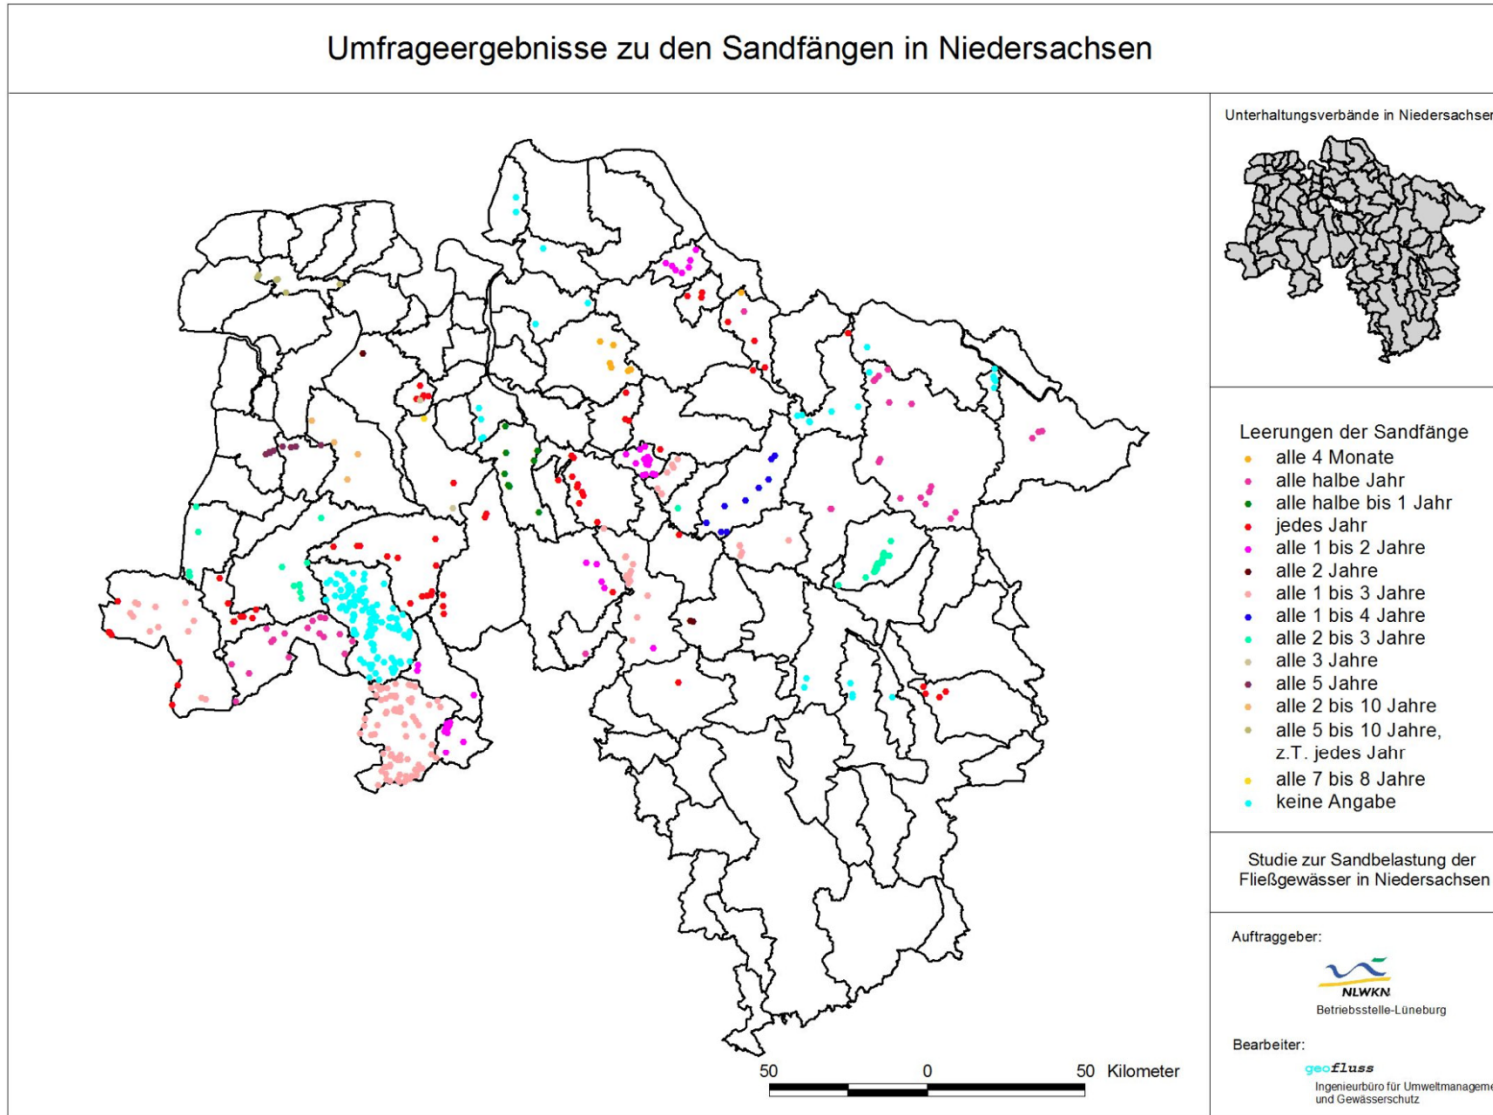 Umfrageergebnisse zu den Sandfängen in Niedersachsen
Unterhaltungsverbände in Niedersachsen
Leerungen der Sandfänge
alle 4 Monate
alle halbe Jahr
alle halbe bis 1 Jahr
jedes Jahr
alle 1 bis 2 Jahre
alle 2 Jahre
alle 1 bis 3 Jahre
alle 1 bis 4 Jahre
alle 2 bis 3 Jahre
alle 3 Jahre
alle 5 Jahre
alle 2 bis 10 Jahre
alle 5 bis 10 Jahre,
z.T. jedes Jahr
alle 7 bis 8 Jahre
keine Angabe
Studie zur Sandbelastung der
Fließgewässer in Niedersachsen
Auftraggeber:
NLWKN
Betriebsstelle-Lüneburg
Bearbeiter:
geofluss
Ingenieurbüro für Umweltmanageme
und Gewässerschutz
50 0 50 Kilometer